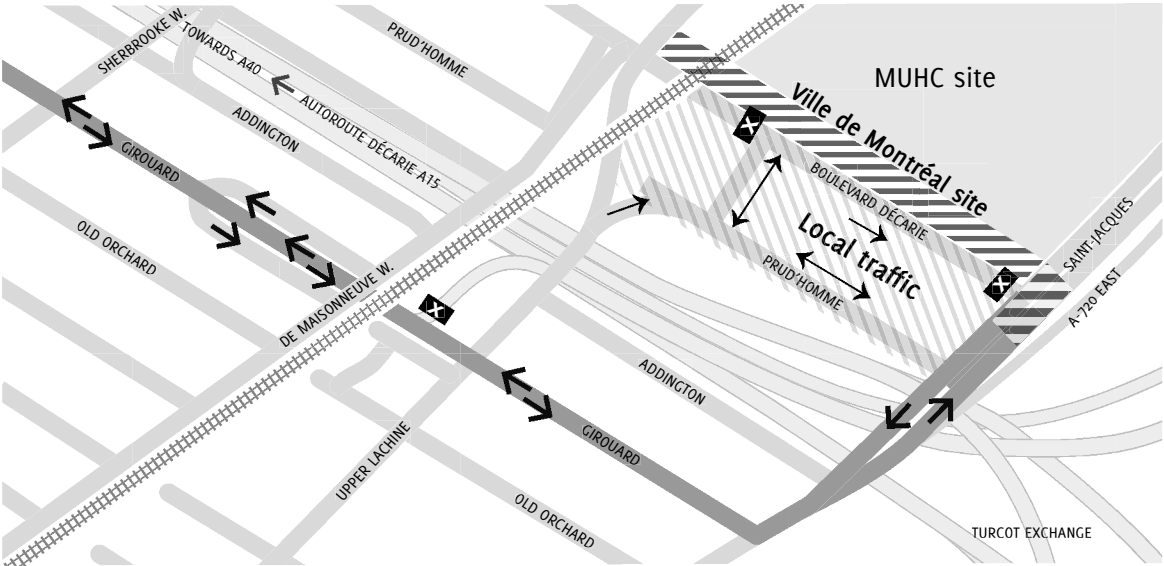 SHERBROOKE W.
TOWARDS A40
PRUD'HOMME
MUHC site
ADDINGTON
AUTOROUTE DÉCARIE A15
Ville de Montréal site
GIROUARD
BOULEVARD DÉCARIE
SAINT-JACQUES
OLD ORCHARD
Local traffic
PRUD'HOMME
A-720 EAST
DE MAISONNEUVE W.
ADDINGTON
GIROUARD
UPPER LACHINE
OLD ORCHARD
TURCOT EXCHANGE